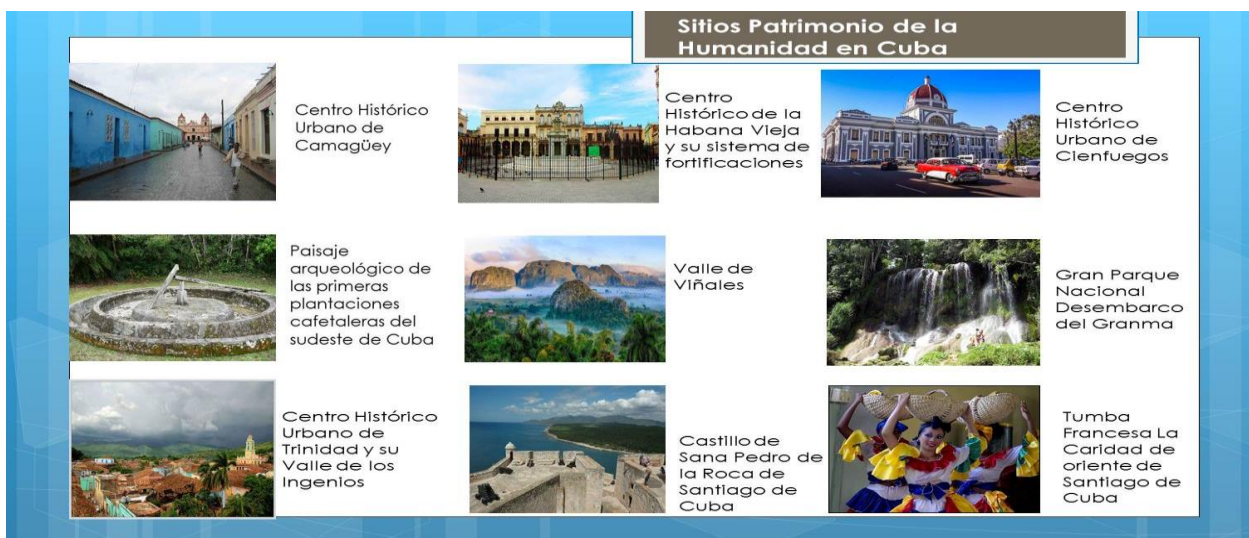 Sitios Patrimonio de la
Humanidad en Cuba
Centro Histórico
Urbano de
Camagüey
Centro
Histórico de la
Habana Vieja
y su sistema de
fortificaciones
Centro
Histórico
Urbano de
Cienfuegos
Paisaje
arqueológico de
las primeras
plantaciones
cafetaleras del
sudeste de Cuba
Valle de
Viñales
Gran Parque
Nacional
Desembarco
del Granma
Centro Histórico
Urbano de
Trinidad y su
Valle de los
Ingenios
Castillo de
Sana Pedro de
la Roca de
Santiago de
Cuba
Tumba
Francesa La
Caridad de
oriente de
Santiago de
Cuba